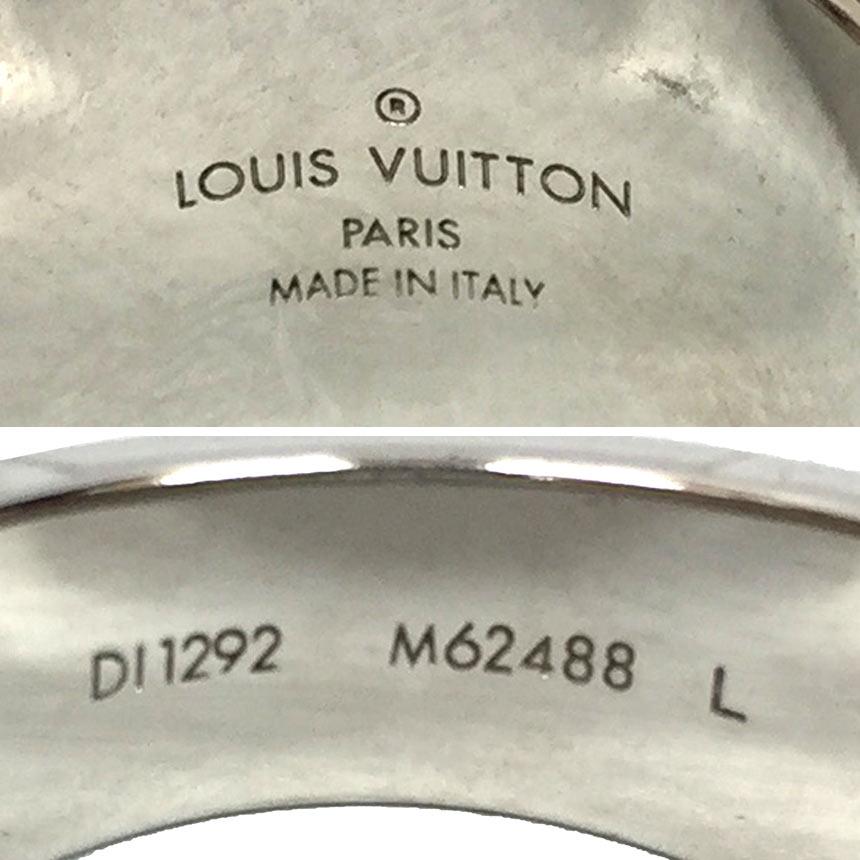 ®
LOUIS VUITTON
PARIS
MADE IN ITALY
DI1292 M62488 L